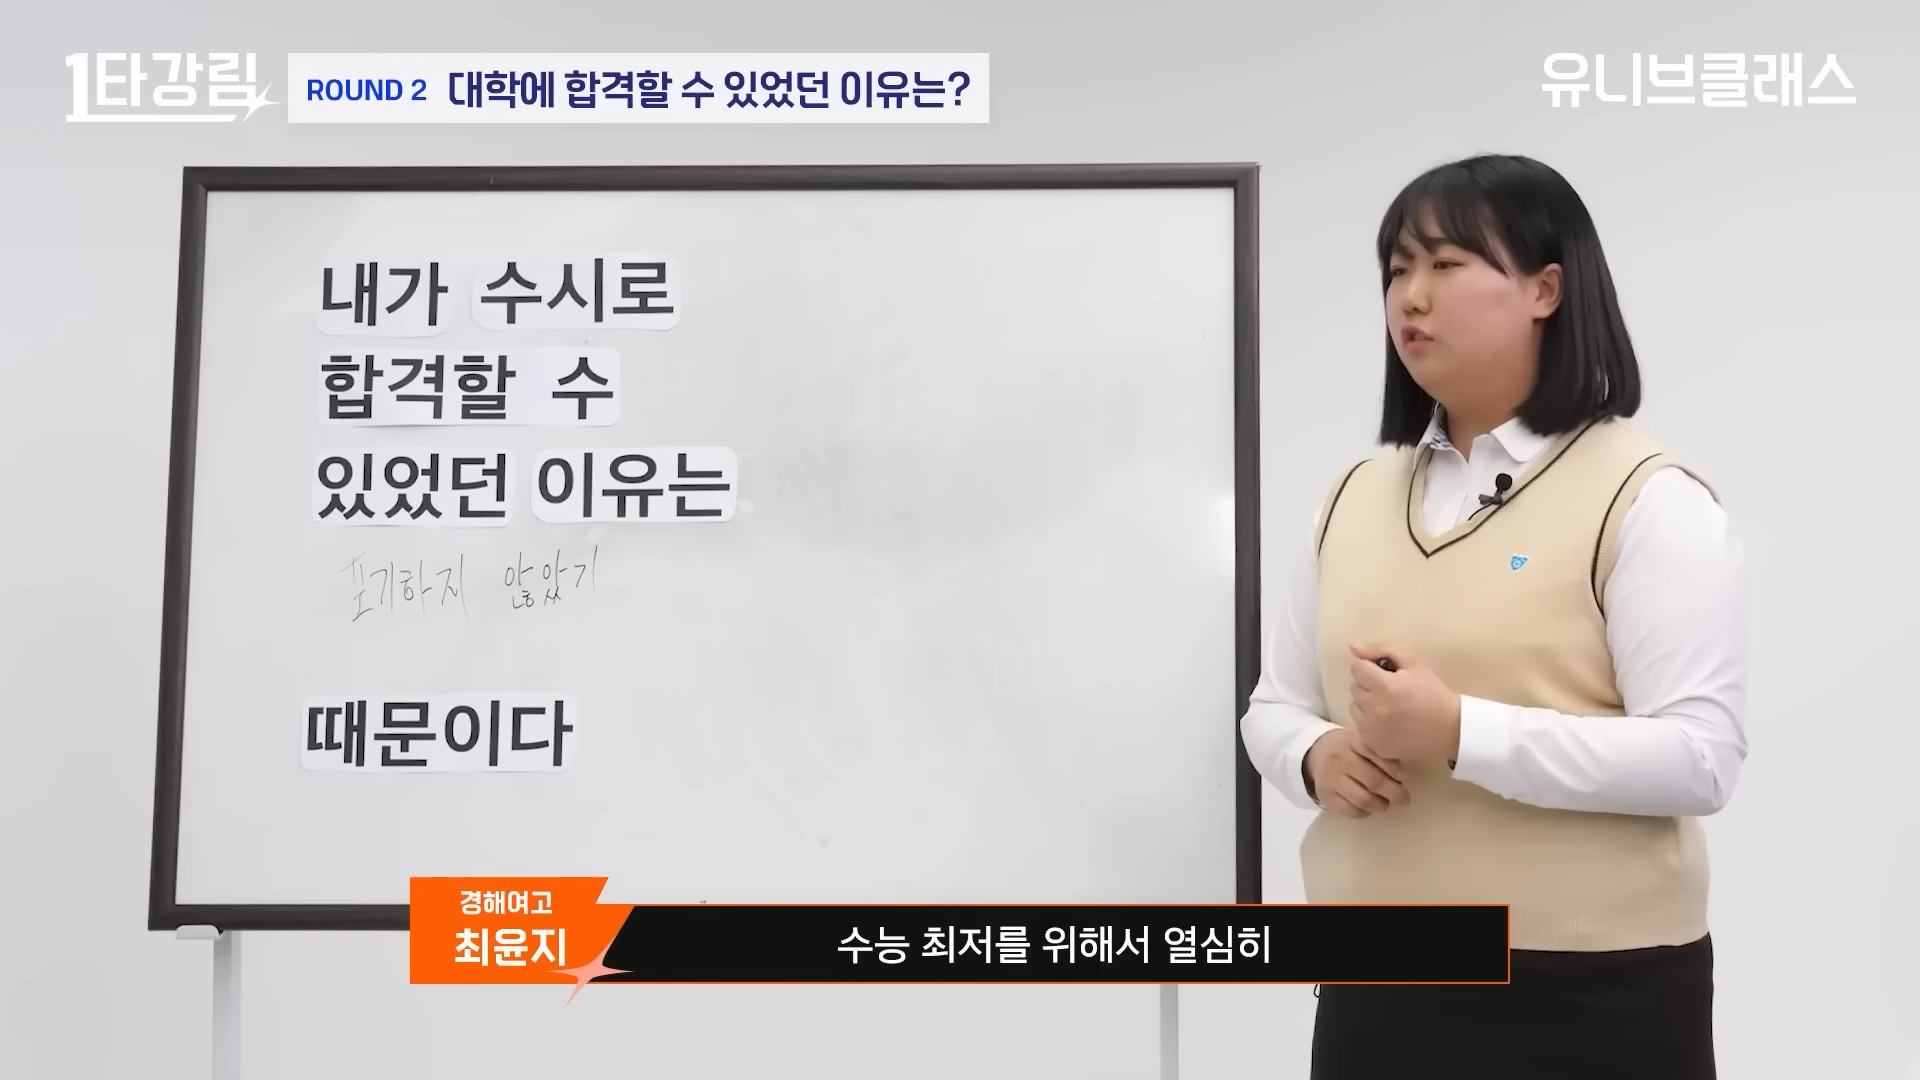 1타강림
ROUND 2 대학에 합격할 수 있었던 이유는?
유니브클래스
내가 수시로
합격할 수
있었던 이유는
포기하지 않았기
때문이다
경해여고
최윤지
수능 최저를 위해서 열심히